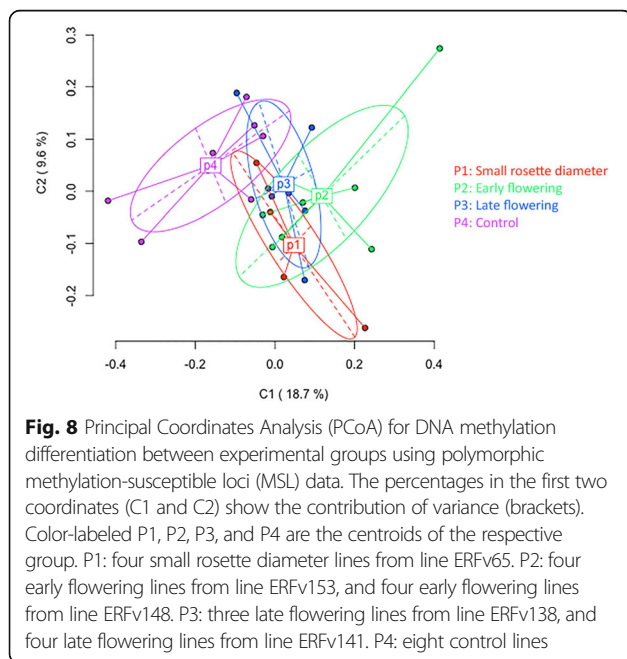 0.3
0.2
0.1
0.0
-0.1
-0.2
C2 ( 9.6 %)
p4
p3
p2
p1
P1: Small rosette diameter
P2: Early flowering
P3: Late flowering
P4: Control
-0.4 -0.2 0.0 0.2 0.4
C1 ( 18.7 %)
Fig. 8 Principal Coordinates Analysis (PCoA) for DNA methylation
differentiation between experimental groups using polymorphic
methylation-susceptible loci (MSL) data. The percentages in the first two
coordinates (C1 and C2) show the contribution of variance (brackets).
Color-labeled P1, P2, P3, and P4 are the centroids of the respective
group. P1: four small rosette diameter lines from line ERFv65. P2: four
early flowering lines from line ERFv153, and four early flowering lines
from line ERFv148. P3: three late flowering lines from line ERFv138, and
four late flowering lines from line ERFv141. P4: eight control lines